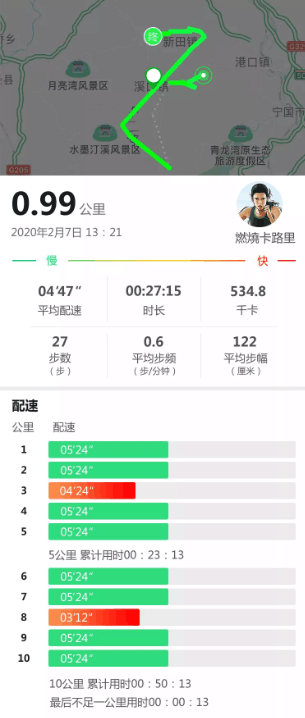 终
新田镇
港口镇
月亮湾风景区
溪口镇
宁国市
水墨汀溪风景区
青龙湾原生态
旅游度假区
0.99 公里
2020年2月7日 13：21
燃燒卡路里
慢 快
04'47" 00:27:15 534.8
平均配速 时长 千卡
27 0.6 122
步数 平均步频 平均步幅
（步） （步/分钟） （厘米）
配速
公里 配速
1 05'24"
2 05'24"
3 04'24"
4 05'24"
5 05'24"
5公里 累计用时00：23：13
6 05'24"
7 05'24"
8 03'12"
9 05'24"
10 05'24"
10公里 累计用时00：50：13
最后不足一公里用时00：00：13